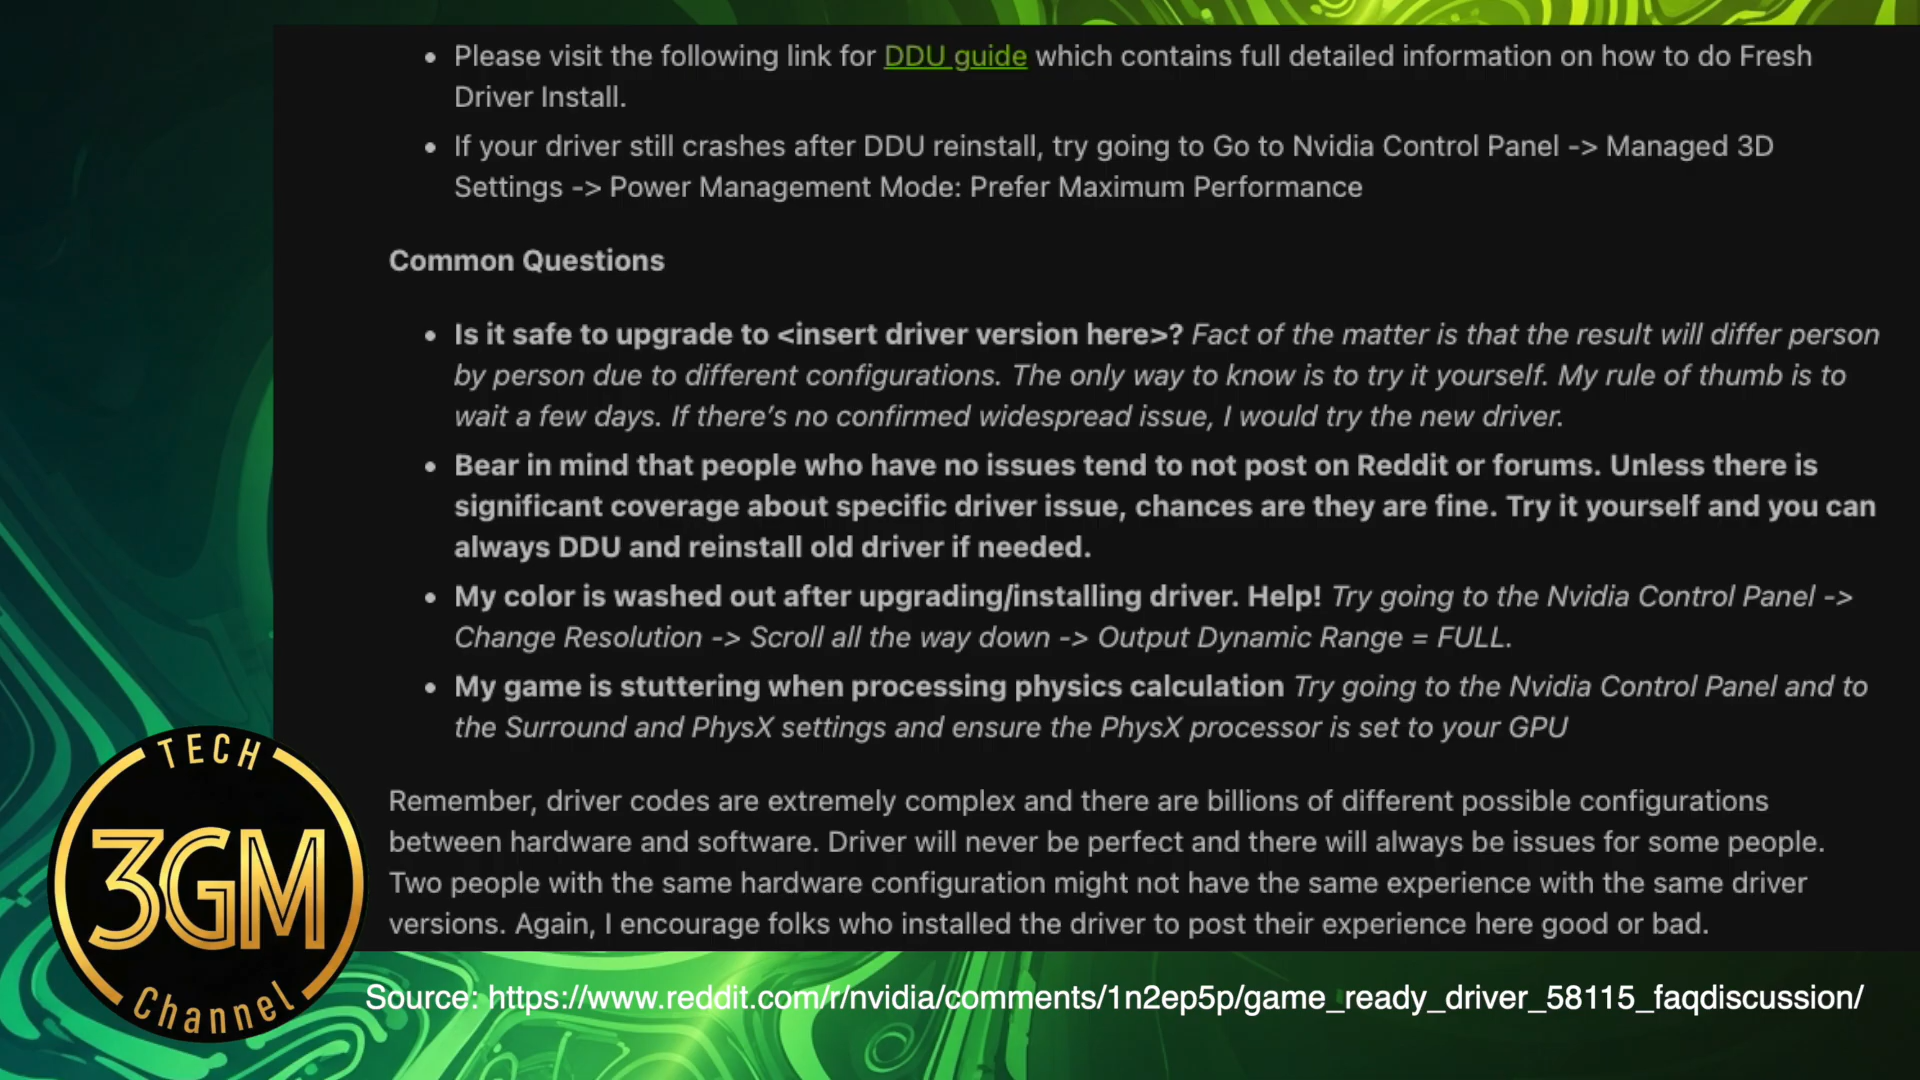 • Please visit the following link for DDU guide which contains full detailed information on how to do Fresh
Driver Install.
• If your driver still crashes after DDU reinstall, try going to Go to Nvidia Control Panel -> Managed 3D
Settings -> Power Management Mode: Prefer Maximum Performance
Common Questions
• Is it safe to upgrade to <insert driver version here>? Fact of the matter is that the result will differ person
by person due to different configurations. The only way to know is to try it yourself. My rule of thumb is to
wait a few days. If there’s no confirmed widespread issue, I would try the new driver.
• Bear in mind that people who have no issues tend to not post on Reddit or forums. Unless there is
significant coverage about specific driver issue, chances are they are fine. Try it yourself and you can
always DDU and reinstall old driver if needed.
• My color is washed out after upgrading/installing driver. Help! Try going to the Nvidia Control Panel ->
Change Resolution -> Scroll all the way down -> Output Dynamic Range = FULL.
• My game is stuttering when processing physics calculation Try going to the Nvidia Control Panel and to
the Surround and PhysX settings and ensure the PhysX processor is set to your GPU
Remember, driver codes are extremely complex and there are billions of different possible configurations
between hardware and software. Driver will never be perfect and there will always be issues for some people.
Two people with the same hardware configuration might not have the same experience with the same driver
versions. Again, I encourage folks who installed the driver to post their experience here good or bad.
TECH
3GM
Channel
Source: https://www.reddit.com/r/nvidia/comments/1n2ep5p/game_ready_driver_58115_faqdiscussion/